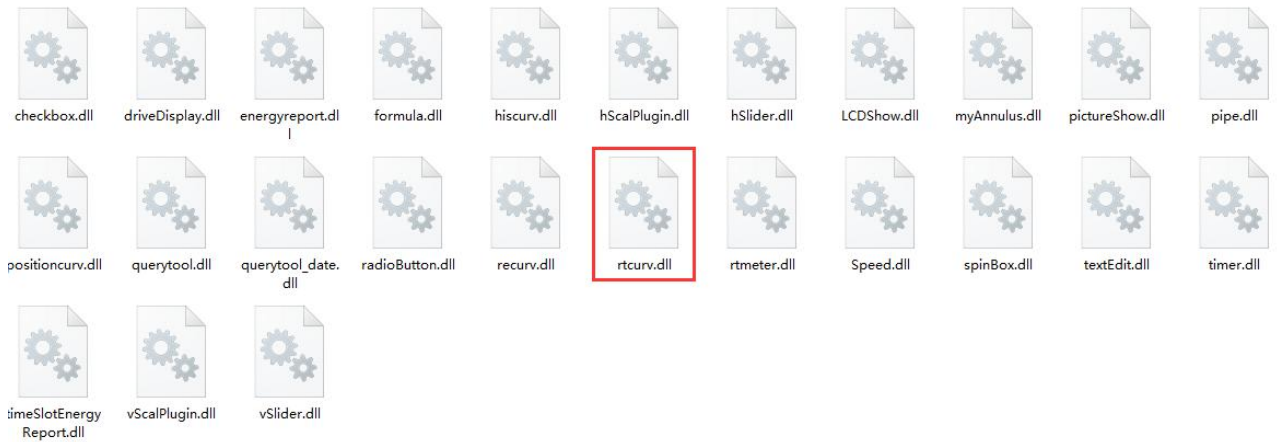 checkbox.dll driveDisplay.dll energyreport.dl formula.dll hiscurv.dll hScalPlugin.dll hSlider.dll LCDShow.dll myAnnulus.dll pictureShow.dll pipe.dll
l
positioncurv.dll querytool.dll querytool_date. radioButton.dll recurv.dll rtcurv.dll rtmeter.dll Speed.dll spinBox.dll textEdit.dll timer.dll
dll
timeSlotEnergy vScalPlugin.dll vSlider.dll
Report.dll